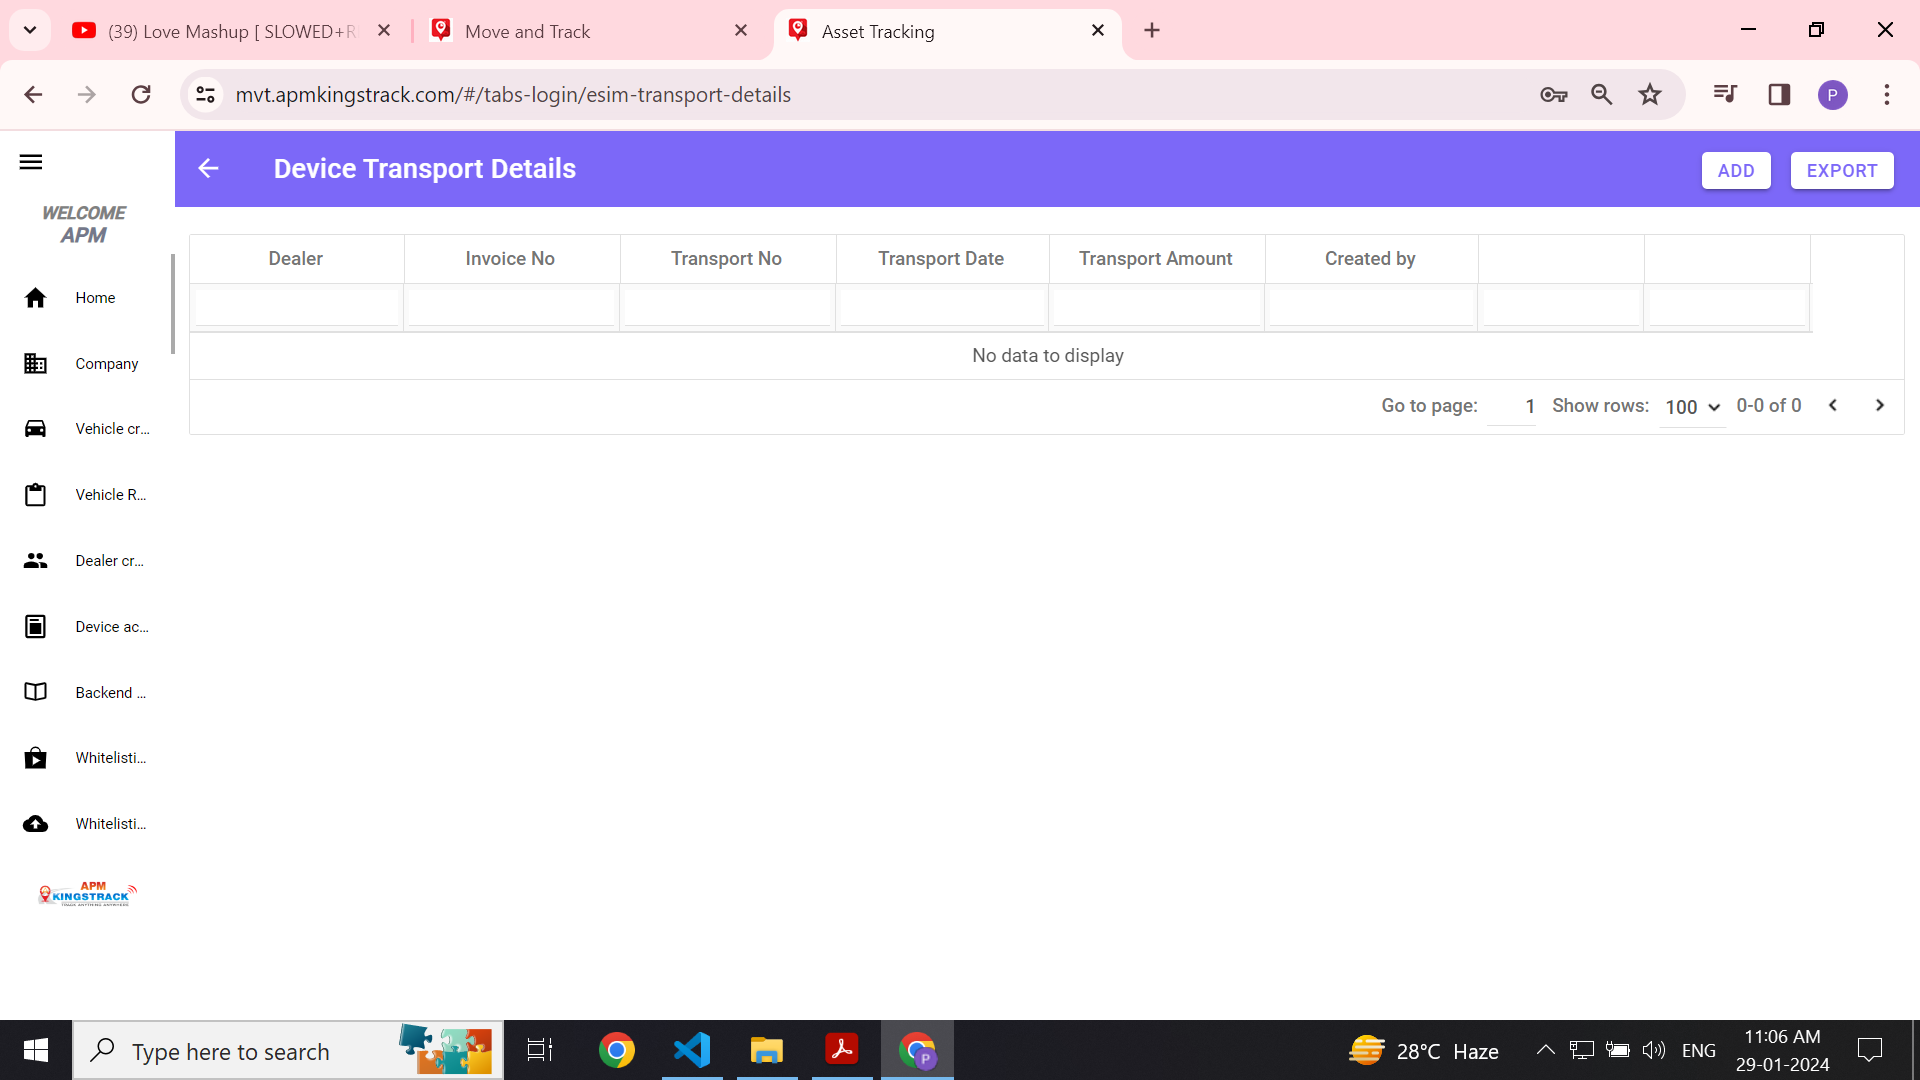 (39) Love Mashup [ SLOWED+R
Move and Track
Asset Tracking
mvt.apmkingstrack.com/#/tabs-login/esim-transport-details
P
WELCOME
APM
Device Transport Details
ADD
EXPORT
Home
Company
Vehicle cr...
Vehicle R...
Dealer cr...
Device ac...
Backend ...
Whitelisti...
Whitelisti...
APM
KINGSTRACK
TRACK ANYTHING ANYWHERE
Dealer Invoice No Transport No Transport Date Transport Amount Created by
No data to display
Go to page: 1 Show rows: 100 0-0 of 0
Type here to search
P
28°C Haze
ENG
11:06 AM
29-01-2024